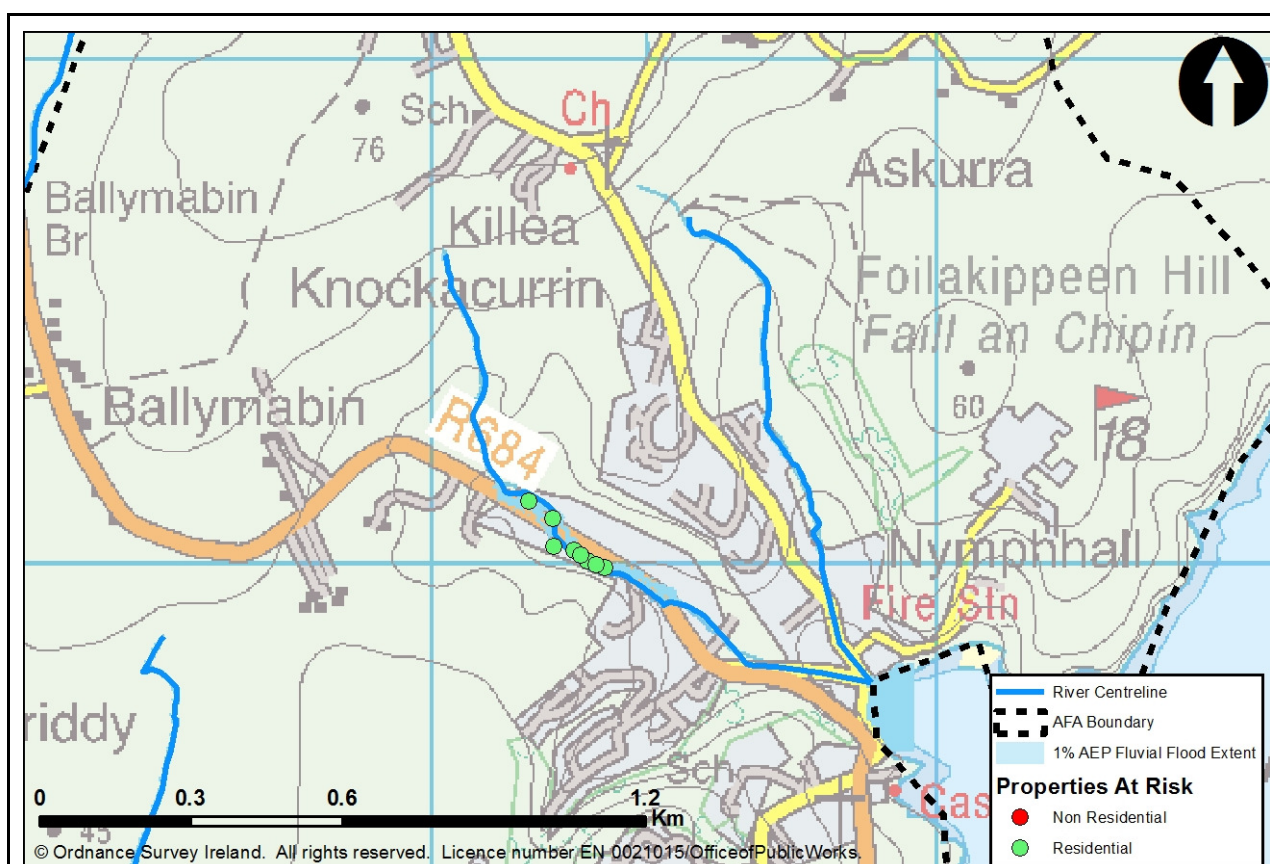 Sch
Ch
76
Askurra
Ballymabin
Br
Killea
Foilakippeen Hill
Knockacurrin
Faill an Chipín
Ballymabin
60
18
R684
Nymphhall
Fire Stn
riddy
Sch
Cas
45
0 0.3 0.6 1.2
Km
River Centreline
AFA Boundary
1% AEP Fluvial Flood Extent
Properties At Risk
Non Residential
Residential
© Ordnance Survey Ireland. All rights reserved. Licence number EN 0021015/OfficeofPublicWorks.